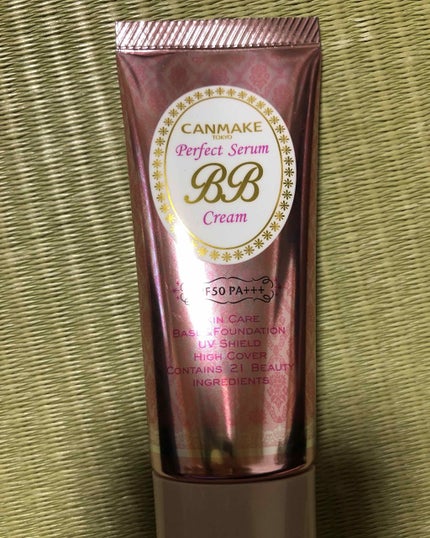 CANMAKE
TOKYO
Perfect Serum
BB
Cream
F50 PA+++
in Care
Base Foundation
UV Shield
High Cover
Contains 21 Beauty
ingredients